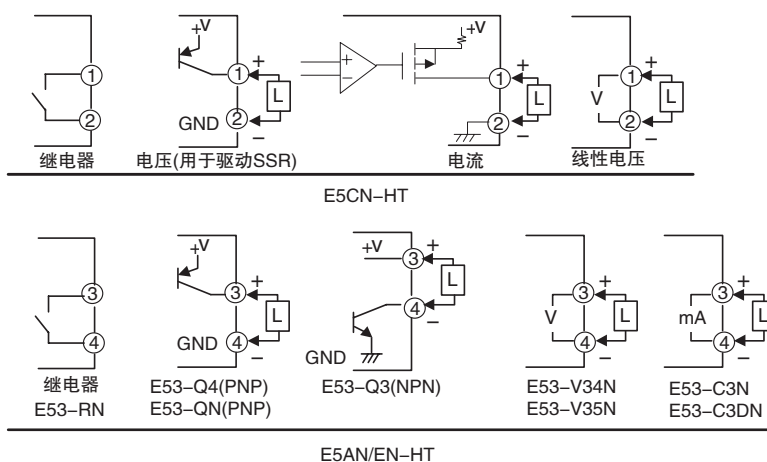 +V
1
+
L
2
GND
−
继电器
电压(用于驱动SSR)
+
−
+V
1
+
L
2
−
电流
1
+
V
L
2
−
线性电压
1
2
E5CN−HT
3
4
继电器
E53−RN
+V
3
+
L
GND
4
−
E53−Q4(PNP)
E53−QN(PNP)
+V
3
+
L
4
−
GND
E53−Q3(NPN)
3
+
V
L
4
−
E53−V34N
E53−V35N
3
+
mA
L
4
−
E53−C3N
E53−C3DN
E5AN/EN−HT